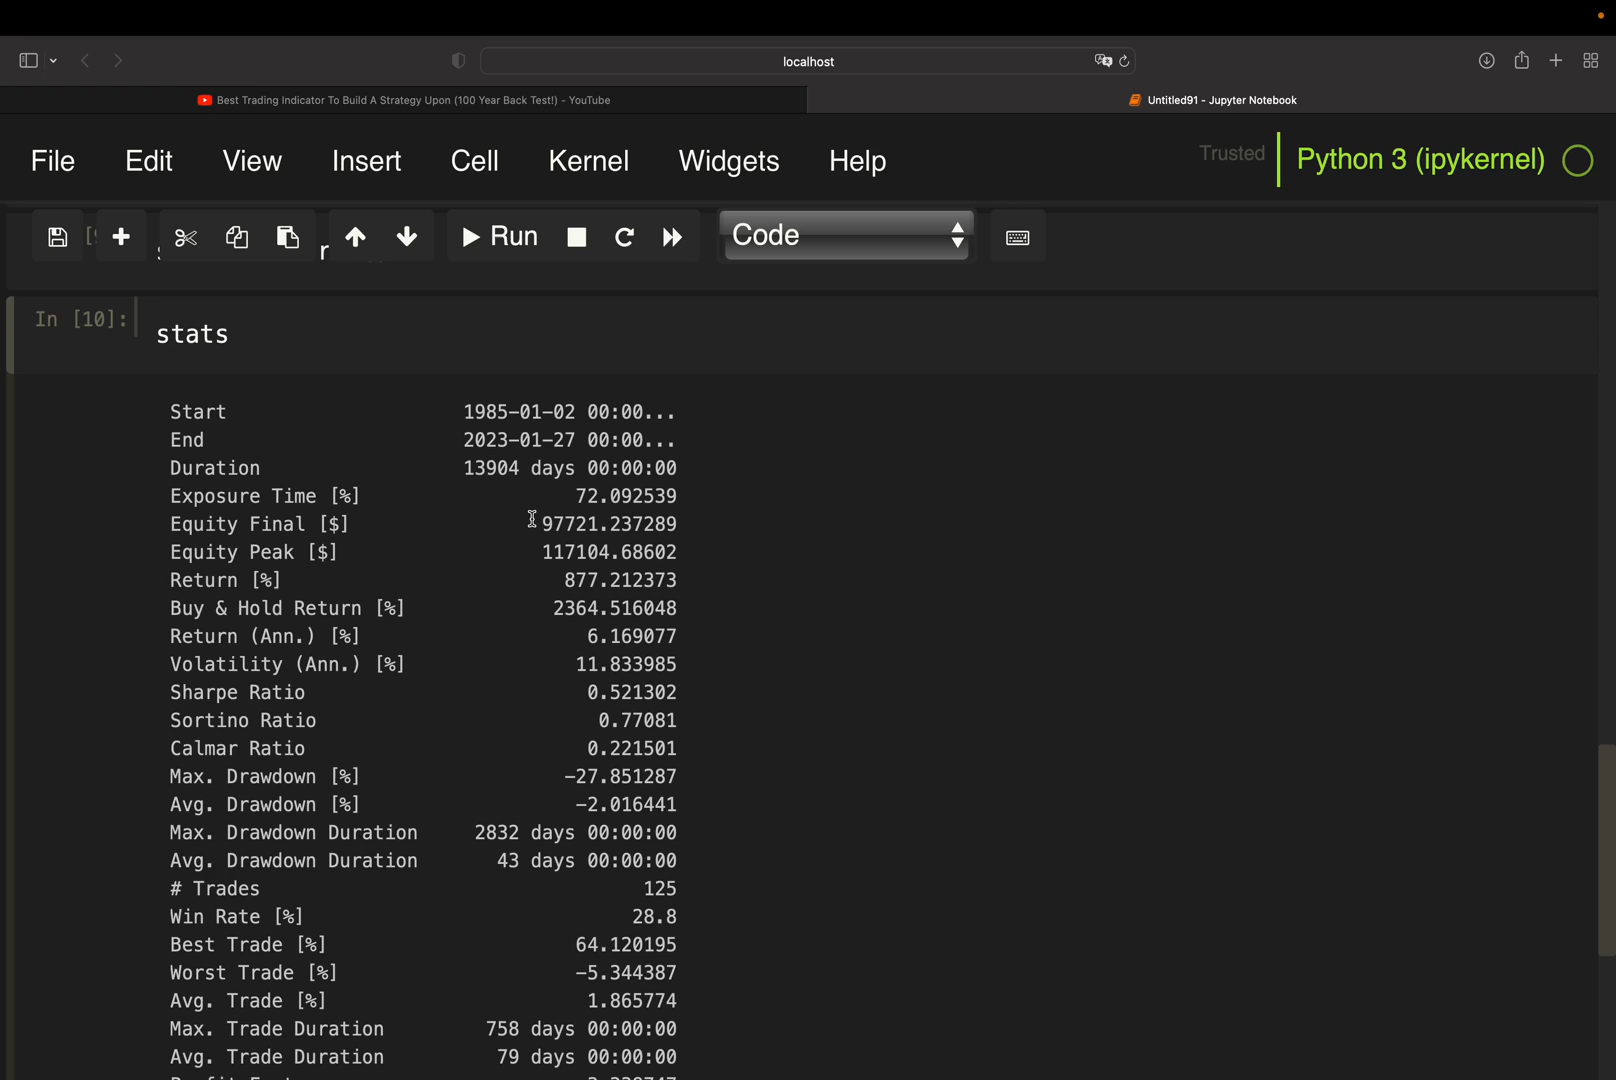 localhost
Best Trading Indicator To Build A Strategy Upon (100 Year Back Test!) - YouTube
Untitled91 - Jupyter Notebook
File Edit View Insert Cell Kernel Widgets Help
Trusted
Python 3 (ipykernel)
Run
Code
In [10]:
stats
Start 1985-01-02 00:00...
End 2023-01-27 00:00...
Duration 13904 days 00:00:00
Exposure Time [%] 72.092539
Equity Final [$] 97721.237289
Equity Peak [$] 117104.68602
Return [%] 877.212373
Buy & Hold Return [%] 2364.516048
Return (Ann.) [%] 6.169077
Volatility (Ann.) [%] 11.833985
Sharpe Ratio 0.521302
Sortino Ratio 0.77081
Calmar Ratio 0.221501
Max. Drawdown [%] -27.851287
Avg. Drawdown [%] -2.016441
Max. Drawdown Duration 2832 days 00:00:00
Avg. Drawdown Duration 43 days 00:00:00
# Trades 125
Win Rate [%] 28.8
Best Trade [%] 64.120195
Worst Trade [%] -5.344387
Avg. Trade [%] 1.865774
Max. Trade Duration 758 days 00:00:00
Avg. Trade Duration 79 days 00:00:00